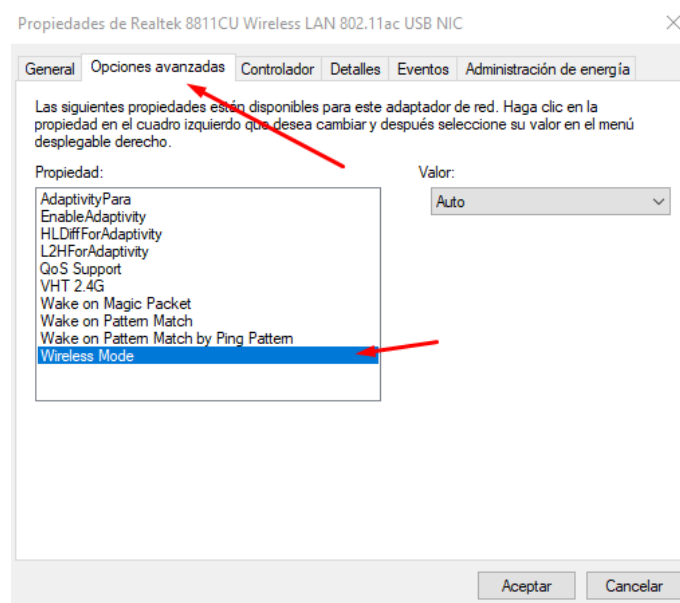 Propiedades de Realtek 8811CU Wireless LAN 802.11ac USB NIC
General Opciones avanzadas Controlador Detalles Eventos Administración de energía
Las siguientes propiedades están disponibles para este adaptador de red. Haga clic en la
propiedad en el cuadro izquierdo que desea cambiar y después seleccione su valor en el menú
desplegable derecho.
Propiedad:
Valor:
AdaptivityPara
EnableAdaptivity
HLDiffForAdaptivity
L2HForAdaptivity
QoS Support
VHT 2.4G
Wake on Magic Packet
Wake on Pattern Match
Wake on Pattern Match by Ping Pattern
Wireless Mode
Auto
Aceptar Cancelar